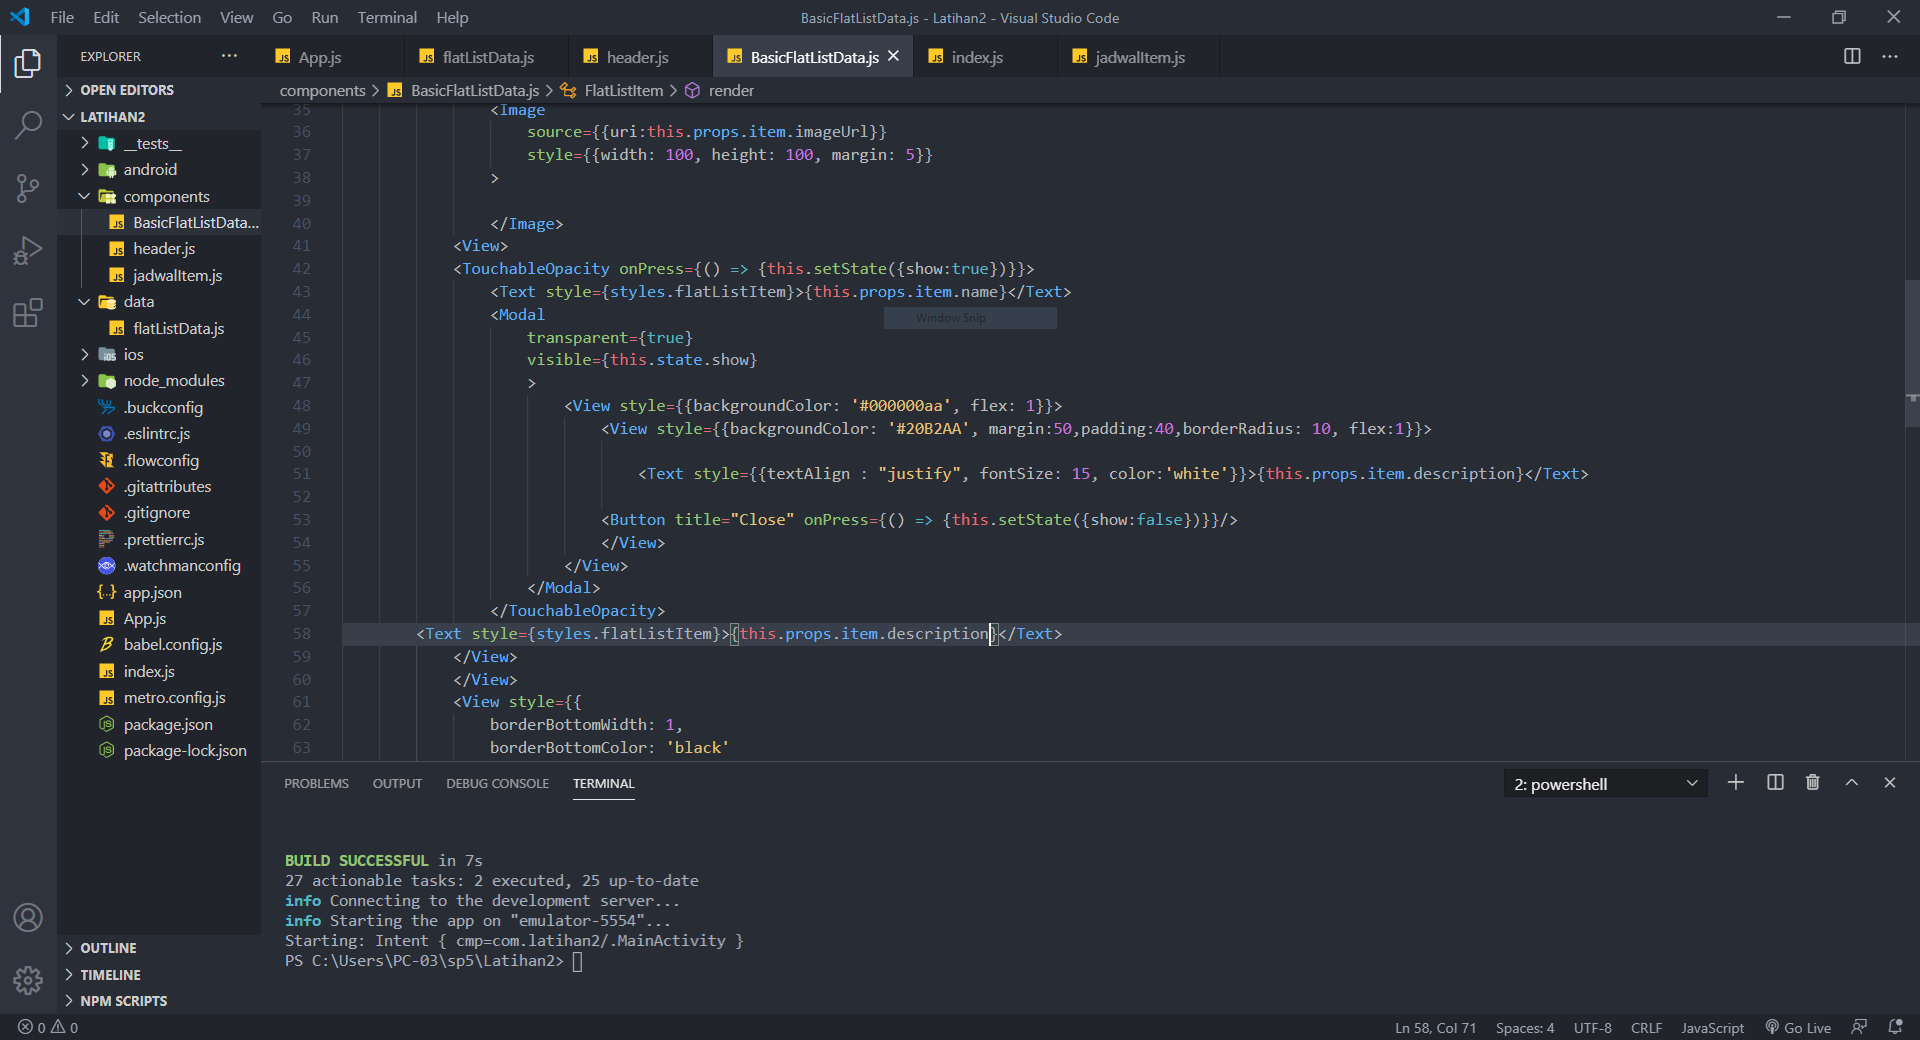 File Edit Selection View Go Run Terminal Help
BasicFlatListData.js - Latihan2 - Visual Studio Code
EXPLORER
App.js
flatListData.js
header.js
BasicFlatListData.js
index.js
jadwalItem.js
components > BasicFlatListData.js > FlatListItem > render
OPEN EDITORS
LATIHAN2
__tests__
android
components
BasicFlatListData...
header.js
jadwalItem.js
data
flatListData.js
ios
node_modules
.buckconfig
.eslintrc.js
.flowconfig
.gitattributes
.gitignore
.prettierrc.js
.watchmanconfig
app.json
App.js
babel.config.js
index.js
metro.config.js
package.json
package-lock.json
OUTLINE
TIMELINE
NPM SCRIPTS
35 <Image
36 source={{uri:this.props.item.imageUrl}}
37 style={{width: 100, height: 100, margin: 5}}
38 >
39
40 </Image>
41 <View>
42 <TouchableOpacity onPress={() => {this.setState({show:true})}}>
43 <Text style={styles.flatListItem}>{this.props.item.name}</Text>
44 <Modal
Window Snip
45 transparent={true}
46 visible={this.state.show}
47 >
48 <View style={{backgroundColor: '#000000aa', flex: 1}}>
49 <View style={{backgroundColor: '#20B2AA', margin:50,padding:40,borderRadius: 10, flex:1}}>
50
51 <Text style={{textAlign : "justify", fontSize: 15, color:'white'}}>{this.props.item.description}</Text>
52
53 <Button title="Close" onPress={() => {this.setState({show:false})}}/>
54 </View>
55 </View>
56 </Modal>
57 </TouchableOpacity>
58 <Text style={styles.flatListItem}>{this.props.item.description}</Text>
59 </View>
60 </View>
61 <View style={{
62 borderBottomWidth: 1,
63 borderBottomColor: 'black'
PROBLEMS OUTPUT DEBUG CONSOLE TERMINAL
2: powershell
BUILD SUCCESSFUL in 7s
27 actionable tasks: 2 executed, 25 up-to-date
info Connecting to the development server...
info Starting the app on "emulator-5554"...
Starting: Intent { cmp=com.latihan2/.MainActivity }
PS C:\Users\PC-03\sp5\Latihan2>
0 0
Ln 58, Col 71 Spaces: 4 UTF-8 CRLF JavaScript Go Live